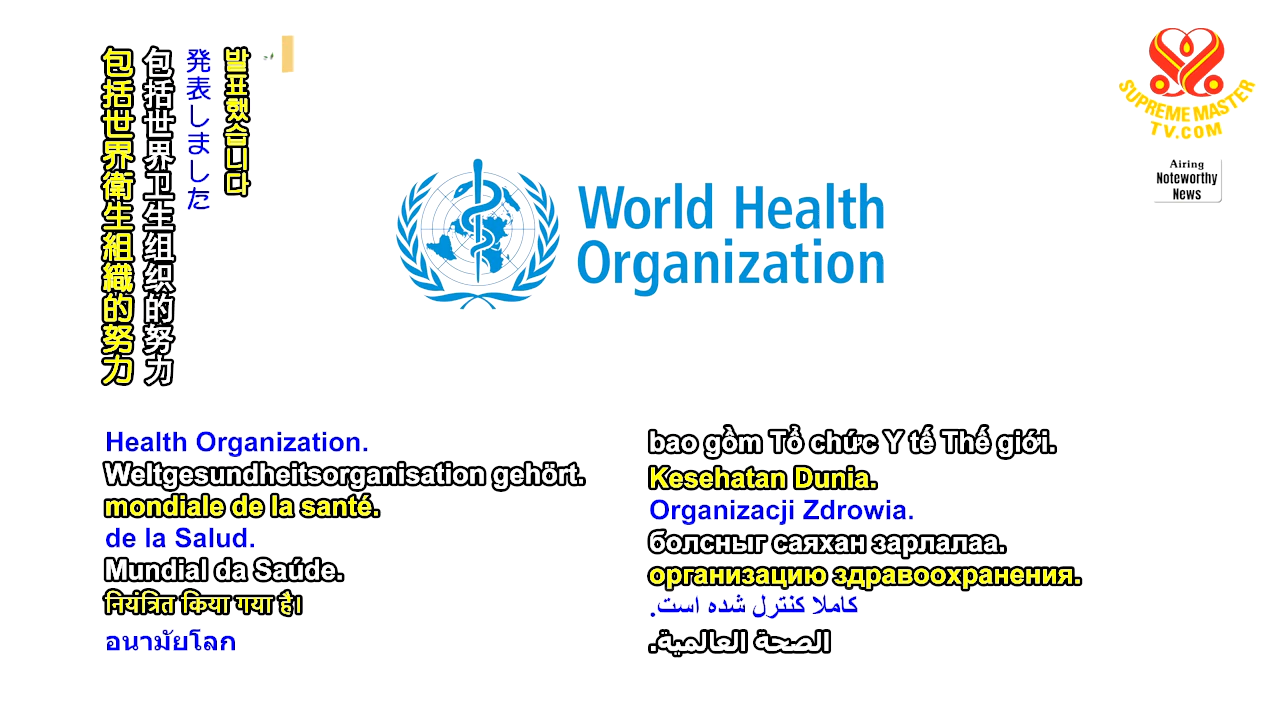 包括世界衛生組織的努力
包括世界卫生组织的努力
発表しました
발표했습니다
SUPREME MASTER
TV.COM
Airing
Noteworthy
News
World Health
Organization
Health Organization.
Weltgesundheitsorganisation gehört.
mondiale de la santé.
de la Salud.
Mundial da Saúde.
नियंत्रित किया गया है।
อนามัยโลก
bao gồm Tổ chức Y tế Thế giới.
Kesehatan Dunia.
Organizacji Zdrowia.
болсныг саяхан зарлалаа.
организацию здравоохранения.
کاملا کنترل شده است.
الصحة العالمية.